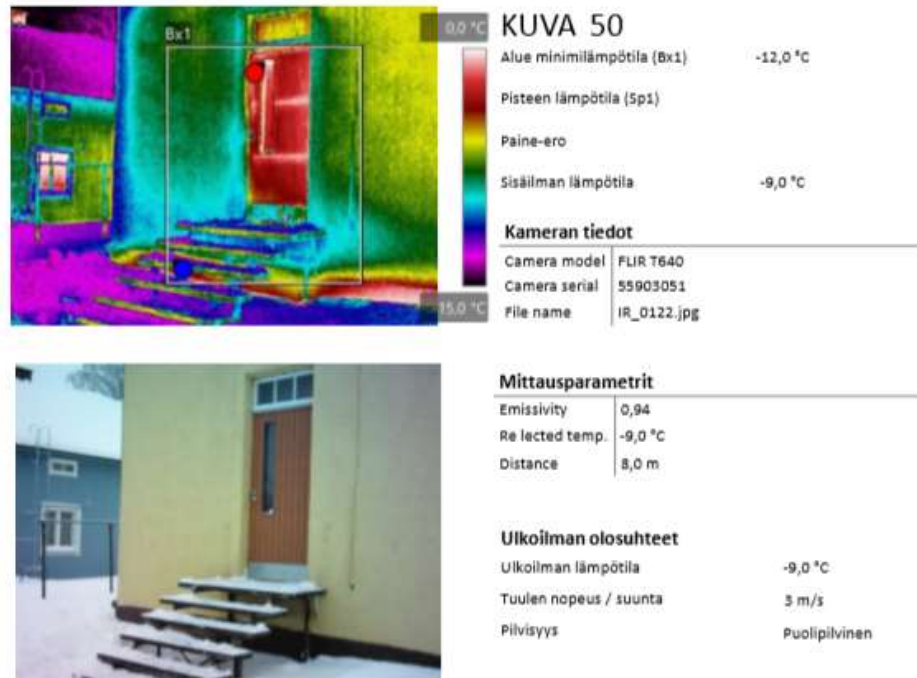 Bx1
0,0 °C
15,0 °C
KUVA 50
Alue minimilämpötila (Bx1) -12,0 °C
Pisteen lämpötila (Sp1)
Paine-ero
Sisäilman lämpötila -9,0 °C
Kameran tiedot
Camera model FLIR T640
Camera serial 55903051
File name IR_0122.jpg
Mittausparametrit
Emissivity 0,94
Re lected temp. -9,0 °C
Distance 8,0 m
Ulkoilman olosuhteet
Ulkoilman lämpötila -9,0 °C
Tuulen nopeus / suunta 3 m/s
Pilvisyys Puolipilvinen